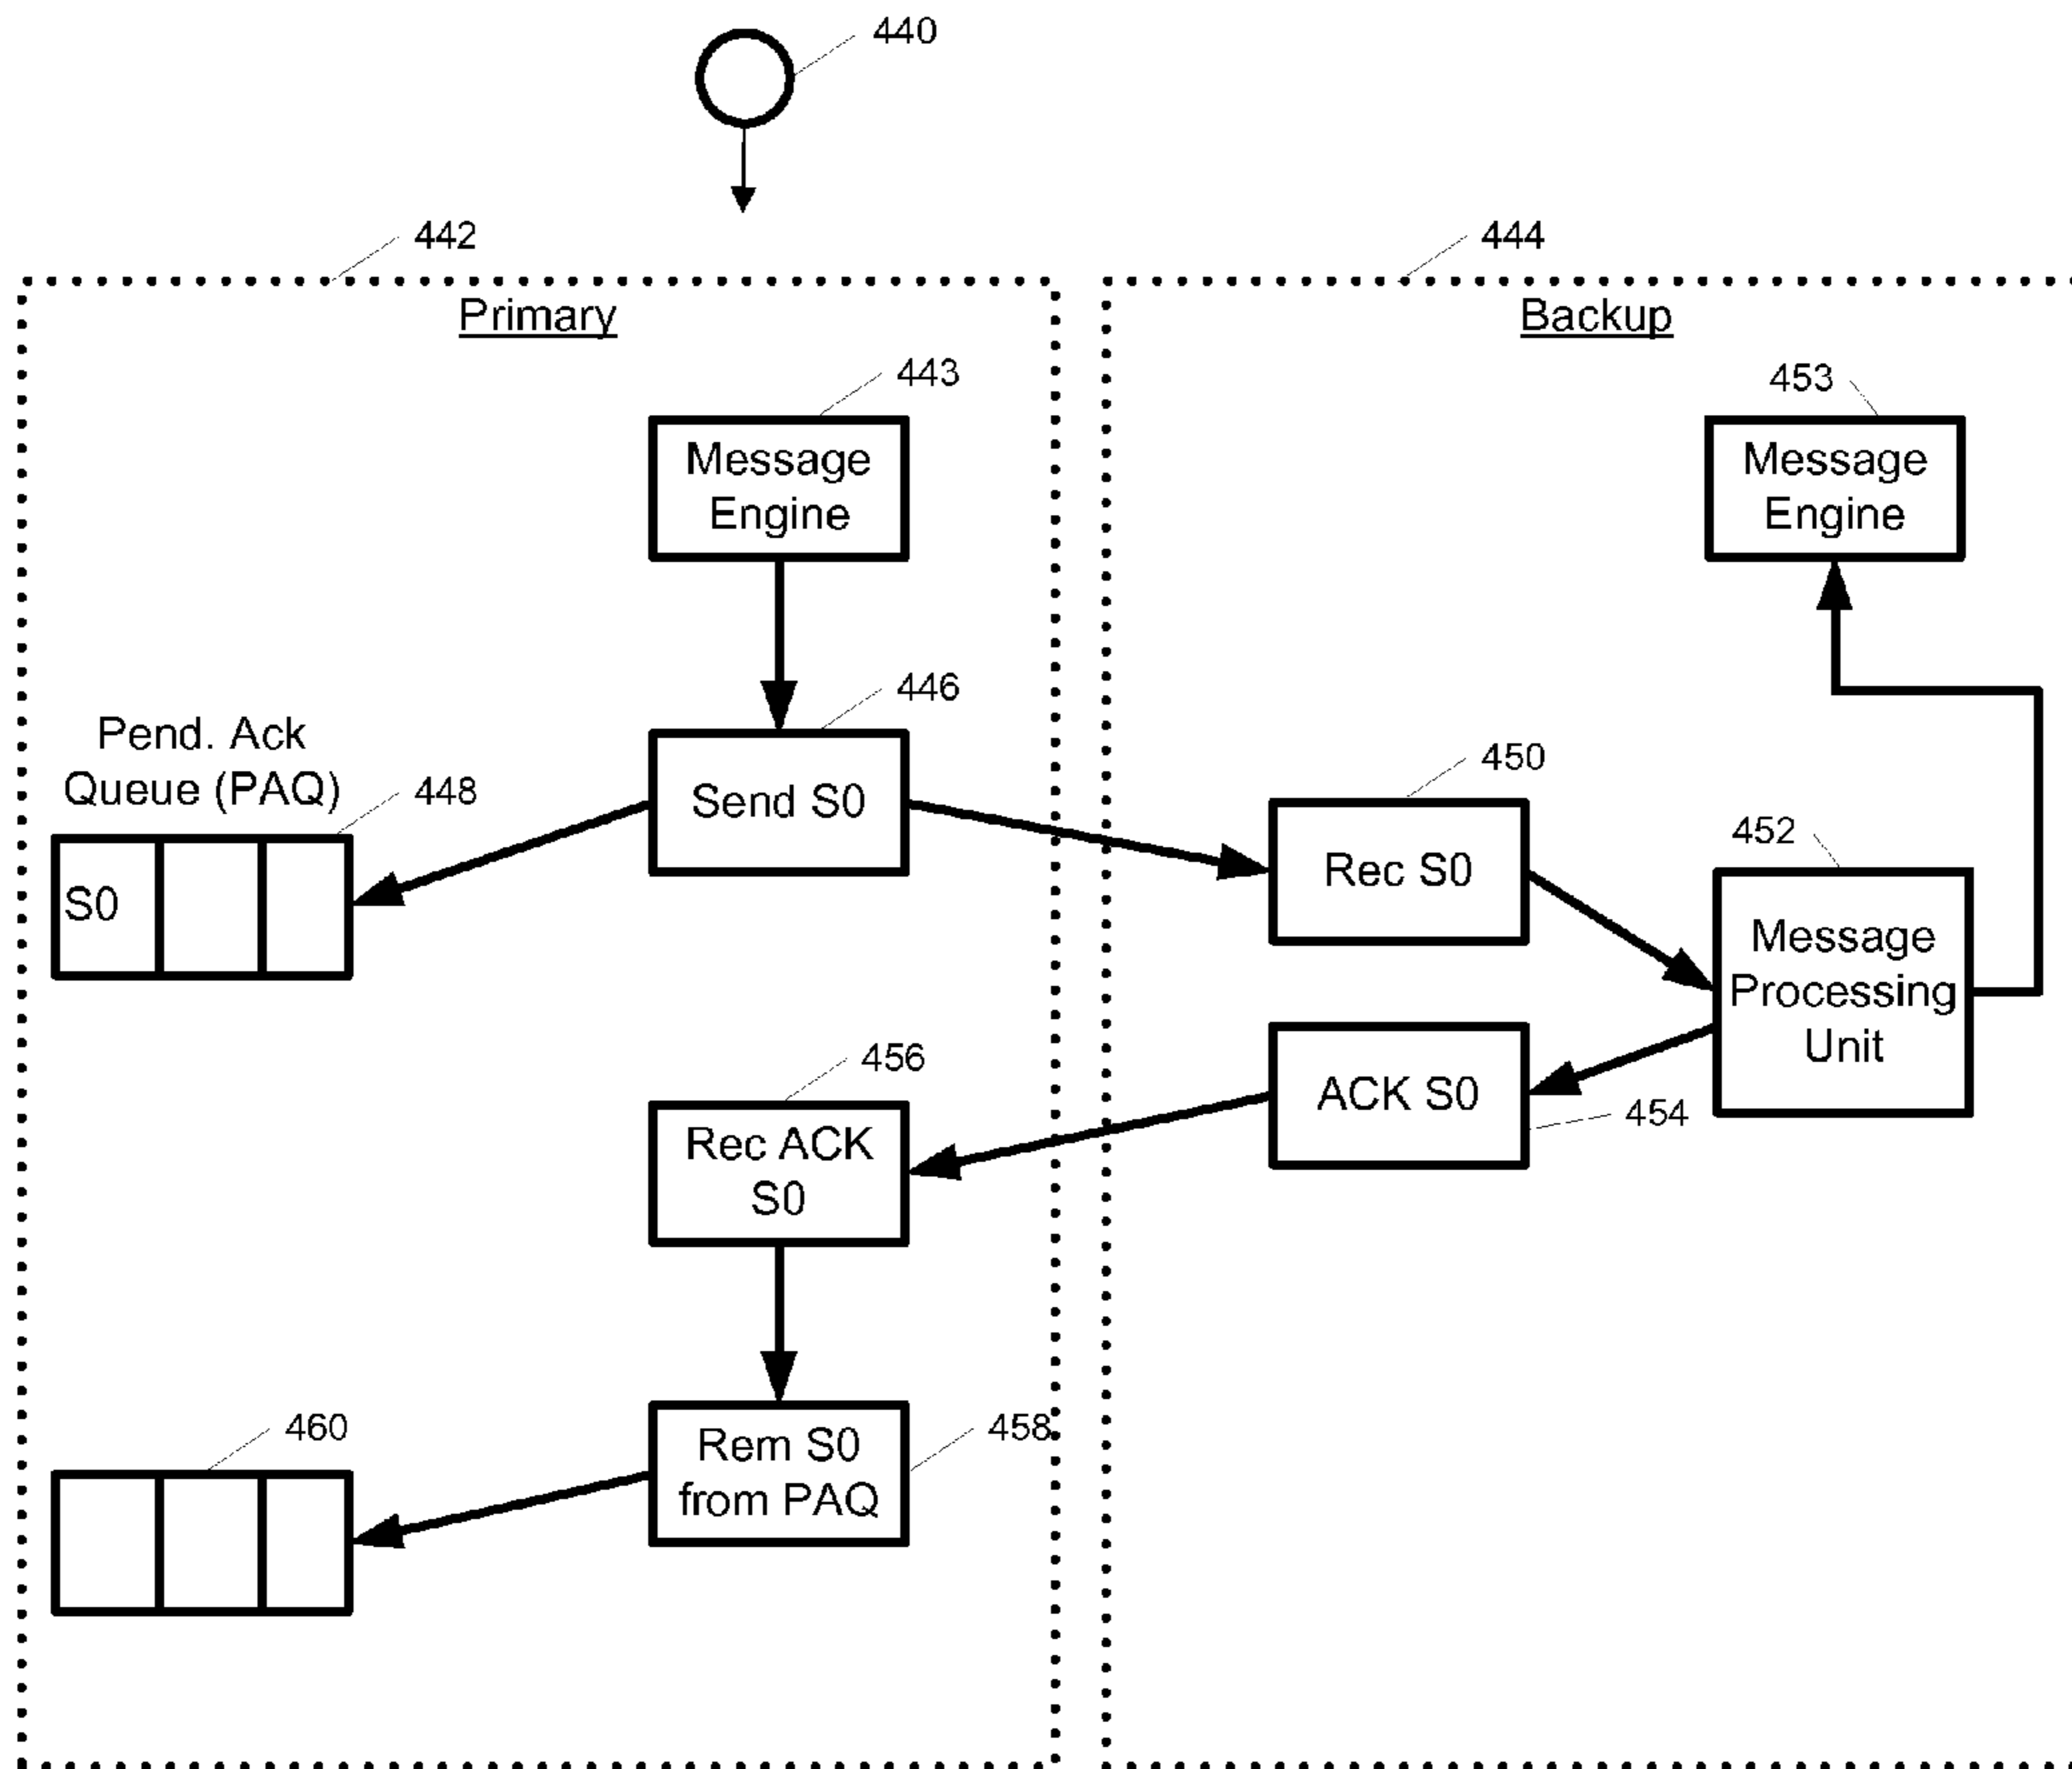 440
442
444
Primary
Backup
443
453
Message
Engine
Message
Engine
446
Pend. Ack
Queue (PAQ)
448
450
Send S0
452
S0
Rec S0
Message
Processing
Unit
456
ACK S0
454
Rec ACK
S0
460
458
Rem S0
from PAQ